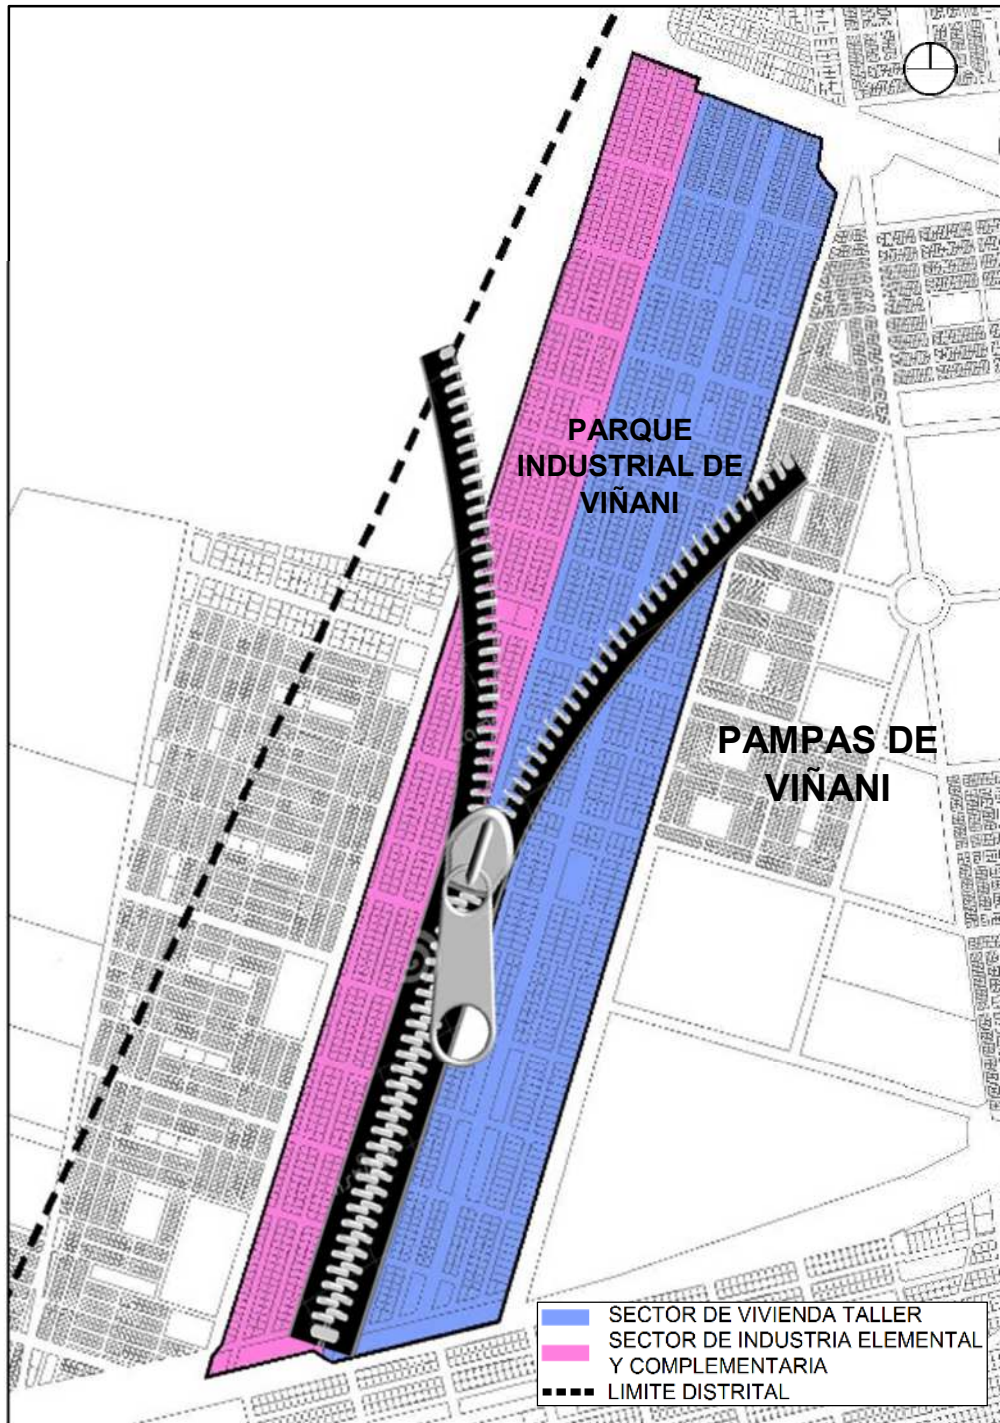 PARQUE
INDUSTRIAL DE
VIÑANI
PAMPAS DE
VIÑANI
SECTOR DE VIVIENDA TALLER
SECTOR DE INDUSTRIA ELEMENTAL
Y COMPLEMENTARIA
LIMITE DISTRITAL